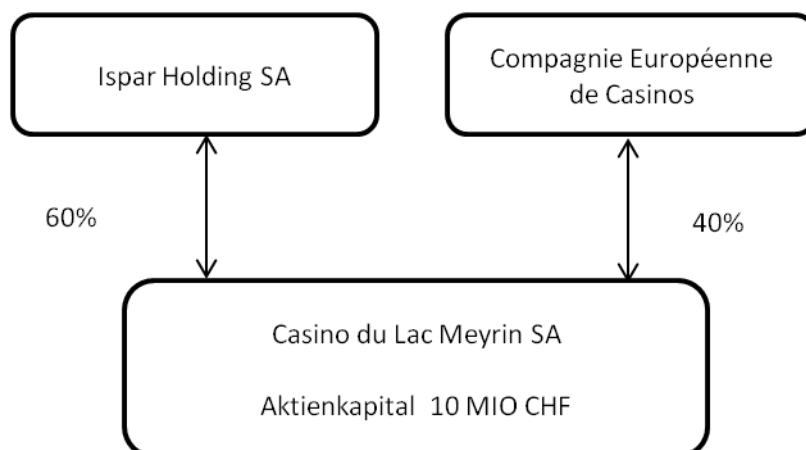 Ispar Holding SA
Compagnie Européenne
de Casinos
60%
40%
Casino du Lac Meyrin SA
Aktienkapital 10 MIO CHF